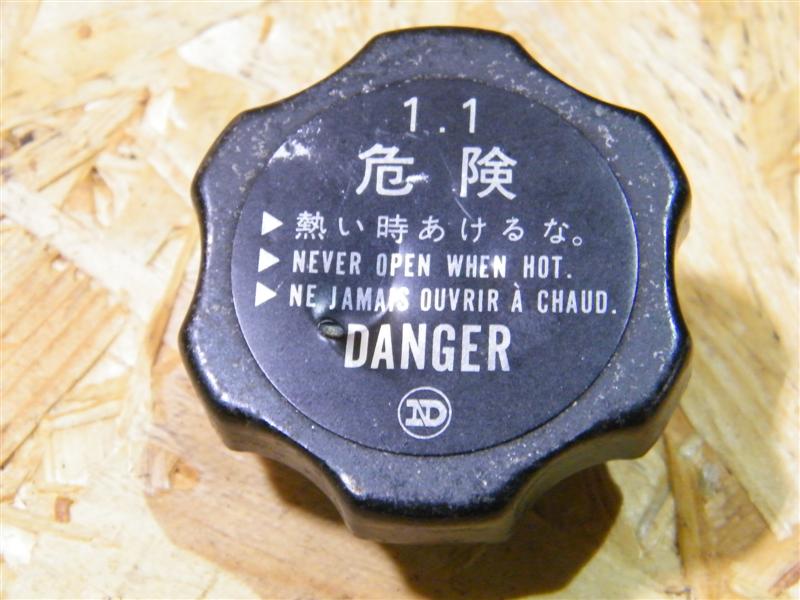 1.1
危険
▶熱い時あけるな。
▶NEVER OPEN WHEN HOT.
▶NE JAMAIS OUVRIR À CHAUD.
DANGER
ND